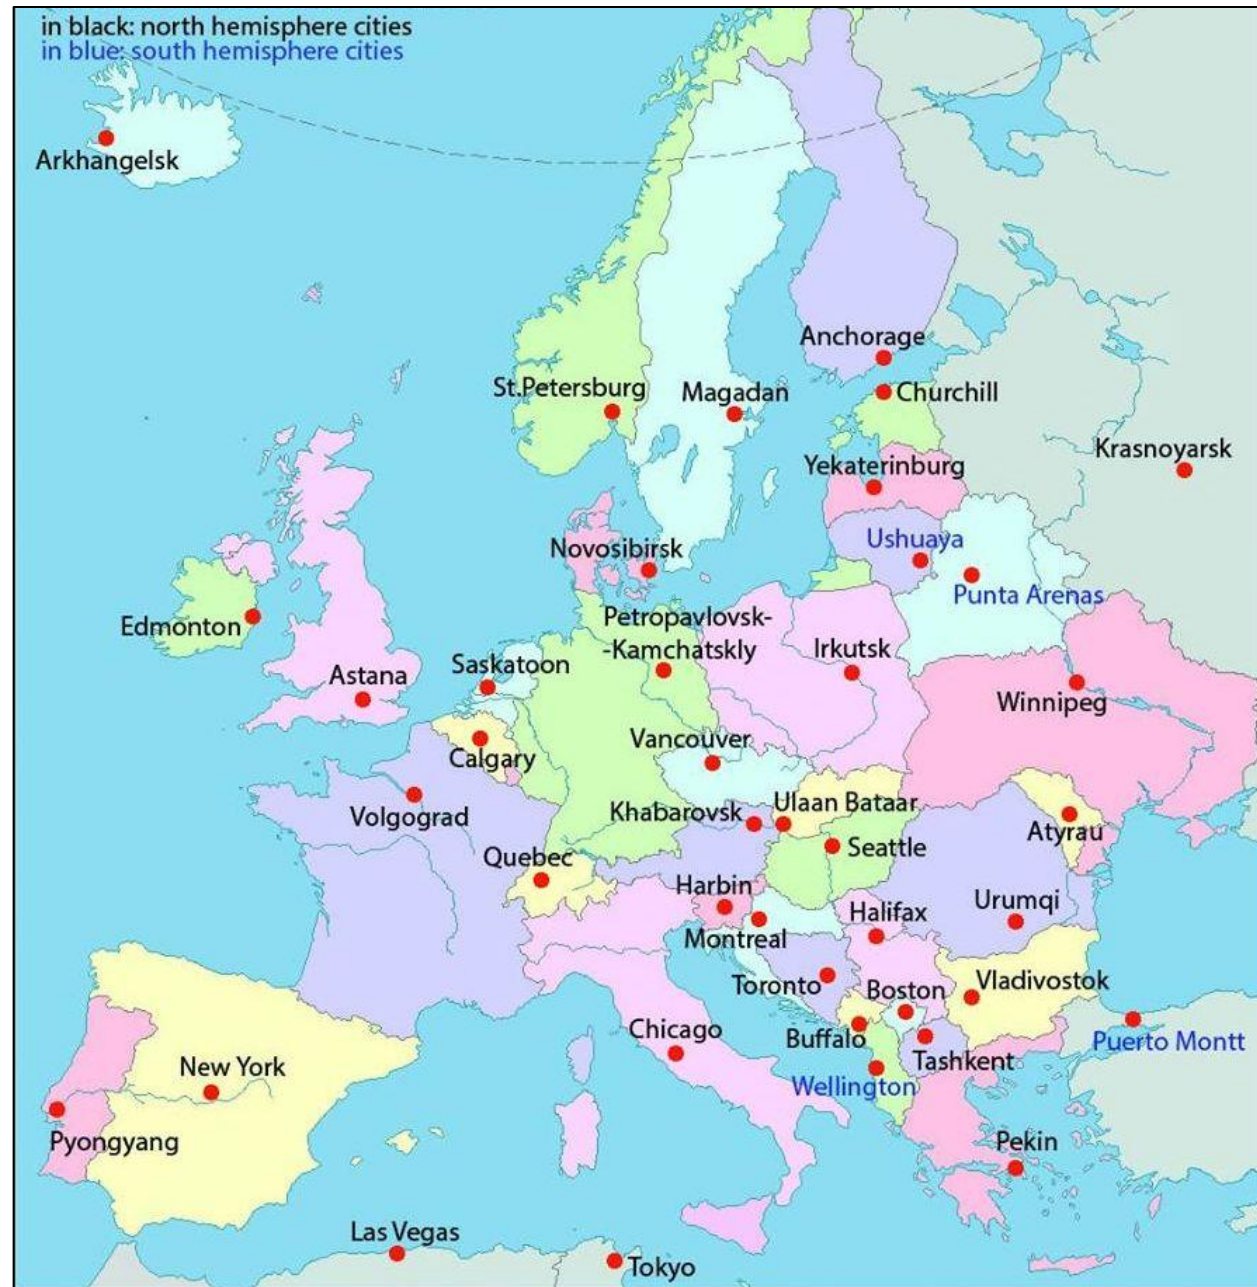 in black: north hemisphere cities
in blue: south hemisphere cities
Arkhangelsk
Anchorage
St.Petersburg
Magadan
Churchill
Krasnoyarsk
Yekaterinburg
Ushuaya
Novosibirsk
Punta Arenas
Edmonton
Petropavlovsk-
-Kamchatskly
Irkutsk
Saskatoon
Astana
Winnipeg
Vancouver
Calgary
Ulaan Bataar
Khabarovsk
Volgograd
Atyrau
Seattle
Quebec
Harbin
Halifax
Urumqi
Montreal
Toronto
Boston
Vladivostok
Chicago
Buffalo
Puerto Montt
Tashkent
New York
Wellington
Pyongyang
Pekin
Las Vegas
Tokyo